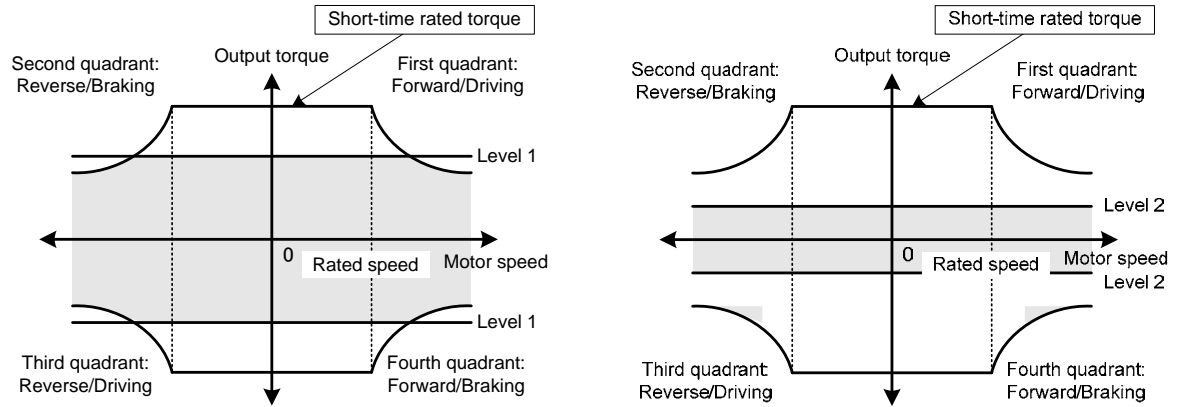 Short-time rated torque
Output torque
Second quadrant:
Reverse/Braking
First quadrant:
Forward/Driving
Level 1
0
Rated speed
Motor speed
Level 1
Third quadrant:
Reverse/Driving
Fourth quadrant:
Forward/Braking
Short-time rated torque
Output torque
Second quadrant:
Reverse/Braking
First quadrant:
Forward/Driving
Level 2
0
Rated speed
Motor speed
Level 2
Third quadrant:
Reverse/Driving
Fourth quadrant:
Forward/Braking